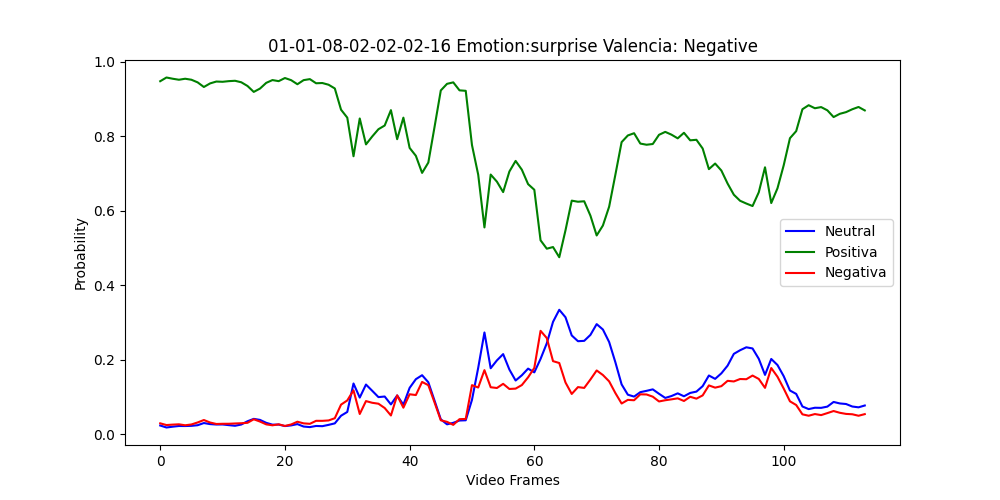 01-01-08-02-02-02-16 Emotion:surprise Valencia: Negative
1.0
0.8
0.6
0.4
0.2
0.0
Probability
Neutral
Positiva
Negativa
0 20 40 60 80 100
Video Frames